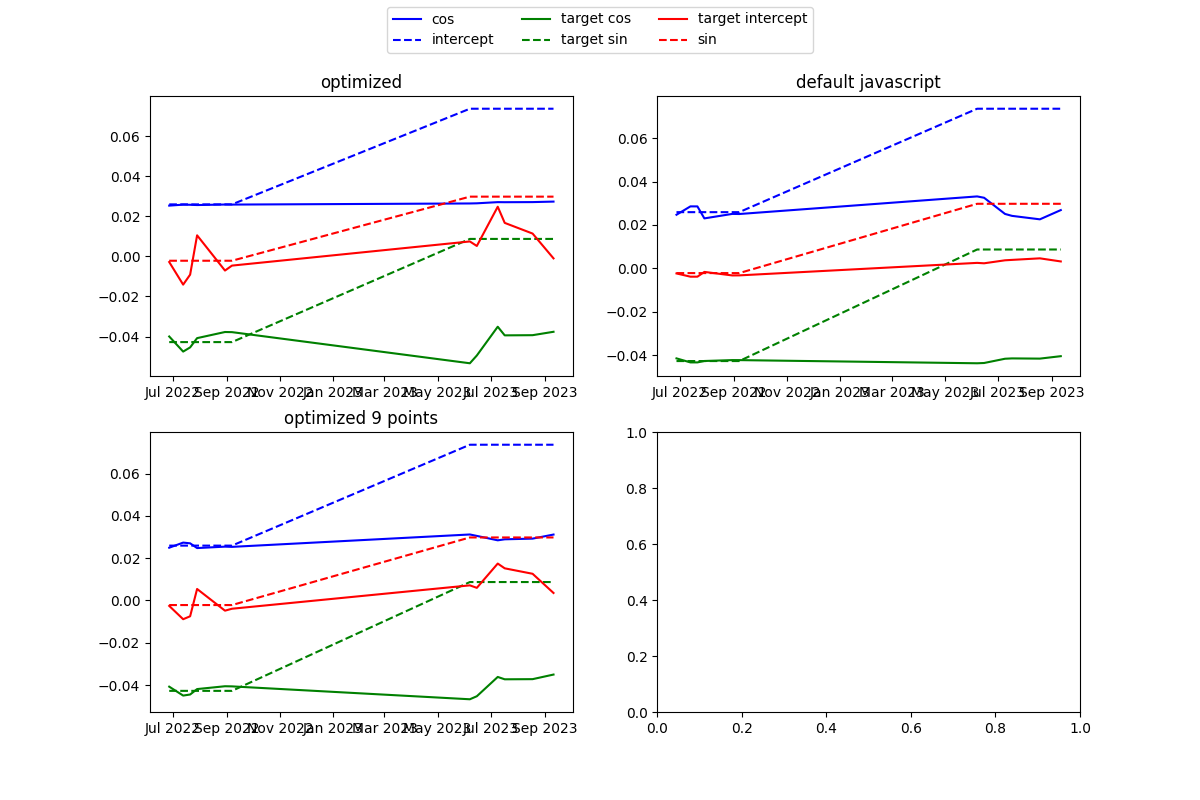 cos target cos target intercept
intercept target sin sin
optimized
0.06
0.04
0.02
0.00
−0.02
−0.04
Jul 2022 Sep 2022 Nov 2022 Jan 2023 Mar 2023 May 2023 Jul 2023 Sep 2023
default javascript
0.06
0.04
0.02
0.00
−0.02
−0.04
Jul 2022 Sep 2022 Nov 2022 Jan 2023 Mar 2023 May 2023 Jul 2023 Sep 2023
optimized 9 points
0.06
0.04
0.02
0.00
−0.02
−0.04
Jul 2022 Sep 2022 Nov 2022 Jan 2023 Mar 2023 May 2023 Jul 2023 Sep 2023
1.0
0.8
0.6
0.4
0.2
0.0
0.0 0.2 0.4 0.6 0.8 1.0